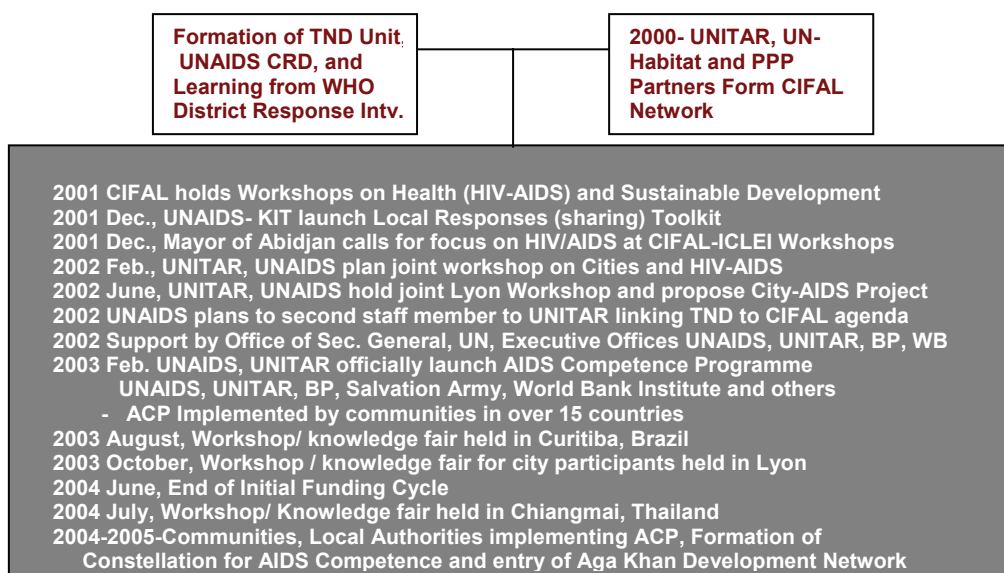 Formation of TND Unit,
UNAIDS CRD, and
Learning from WHO
District Response Intv.
2000- UNITAR, UN-
Habitat and PPP
Partners Form CIFAL
Network
2001 CIFAL holds Workshops on Health (HIV-AIDS) and Sustainable Development
2001 Dec., UNAIDS- KIT launch Local Responses (sharing) Toolkit
2001 Dec., Mayor of Abidjan calls for focus on HIV/AIDS at CIFAL-ICLEI Workshops
2002 Feb., UNITAR, UNAIDS plan joint workshop on Cities and HIV-AIDS
2002 June, UNITAR, UNAIDS hold joint Lyon Workshop and propose City-AIDS Project
2002 UNAIDS plans to second staff member to UNITAR linking TND to CIFAL agenda
2002 Support by Office of Sec. General, UN, Executive Offices UNAIDS, UNITAR, BP, WB
2003 Feb. UNAIDS, UNITAR officially launch AIDS Competence Programme
UNAIDS, UNITAR, BP, Salvation Army, World Bank Institute and others
- ACP Implemented by communities in over 15 countries
2003 August, Workshop/ knowledge fair held in Curitiba, Brazil
2003 October, Workshop / knowledge fair for city participants held in Lyon
2004 June, End of Initial Funding Cycle
2004 July, Workshop/ Knowledge fair held in Chiangmai, Thailand
2004-2005-Communities, Local Authorities implementing ACP, Formation of
Constellation for AIDS Competence and entry of Aga Khan Development Network